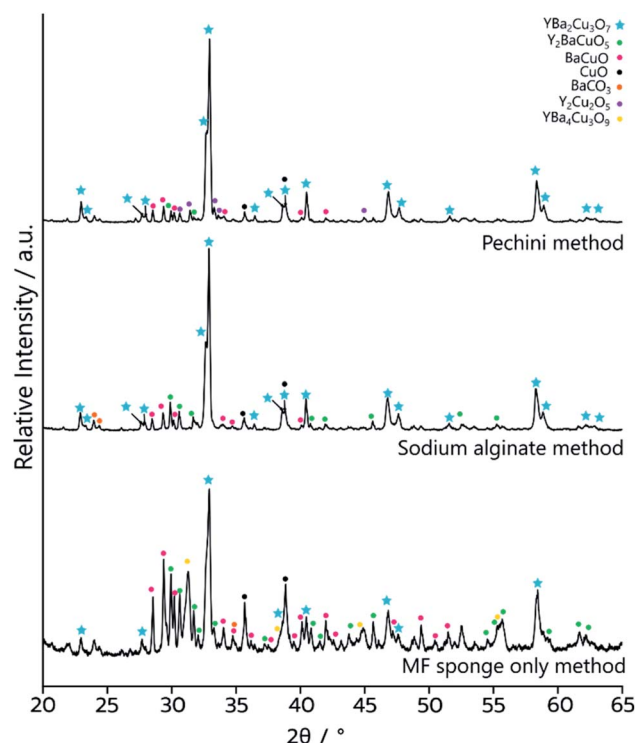 YBa₂Cu₃O₇
Y₂BaCuO₅
BaCuO
CuO
BaCO₃
Y₂Cu₂O₅
YBa₄Cu₃O₉
Pechini method
Sodium alginate method
MF sponge only method
Relative Intensity / a.u.
20 25 30 35 40 45 50 55 60 65
2θ / °